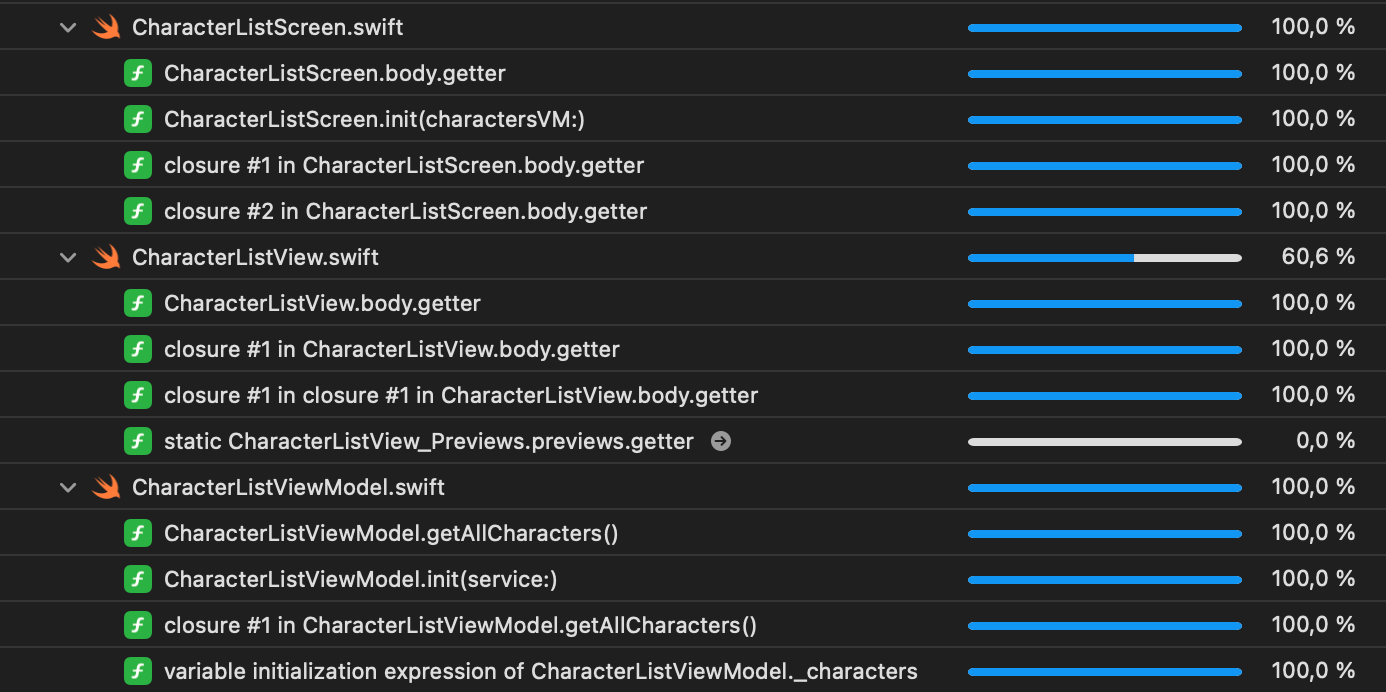 CharacterListScreen.swift 100,0 %
CharacterListScreen.body.getter 100,0 %
CharacterListScreen.init(charactersVM:) 100,0 %
closure #1 in CharacterListScreen.body.getter 100,0 %
closure #2 in CharacterListScreen.body.getter 100,0 %
CharacterListView.swift 60,6 %
CharacterListView.body.getter 100,0 %
closure #1 in CharacterListView.body.getter 100,0 %
closure #1 in closure #1 in CharacterListView.body.getter 100,0 %
static CharacterListView_Previews.previews.getter 0,0 %
CharacterListViewModel.swift 100,0 %
CharacterListViewModel.getAllCharacters() 100,0 %
CharacterListViewModel.init(service:) 100,0 %
closure #1 in CharacterListViewModel.getAllCharacters() 100,0 %
variable initialization expression of CharacterListViewModel._characters 100,0 %